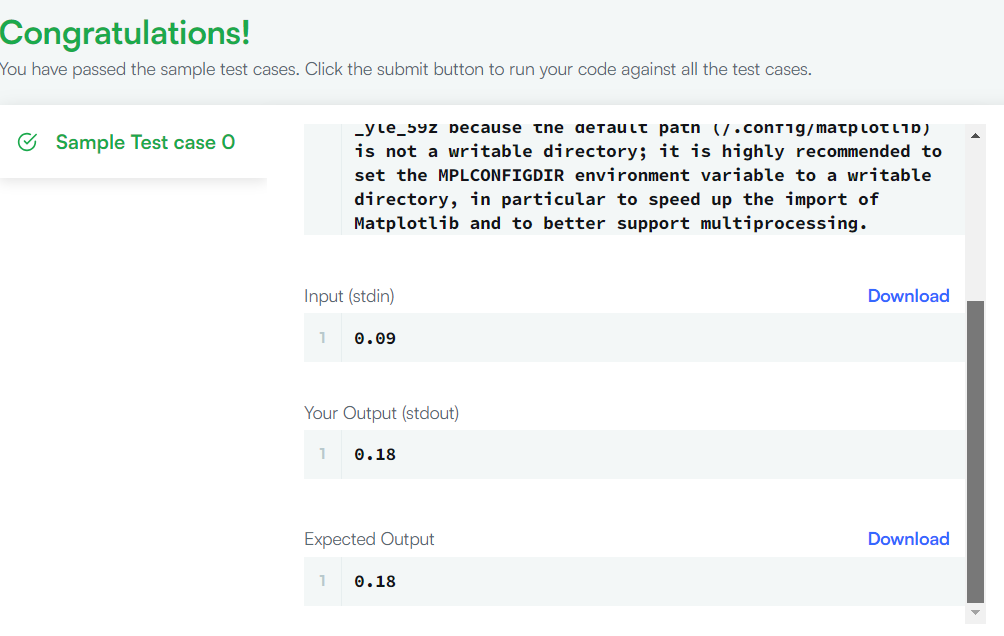 Congratulations!
You have passed the sample test cases. Click the submit button to run your code against all the test cases.
Sample Test case 0
_yle_59z because the default path (/.config/matplotlib)
is not a writable directory; it is highly recommended to
set the MPLCONFIGDIR environment variable to a writable
directory, in particular to speed up the import of
Matplotlib and to better support multiprocessing.
Input (stdin)
Download
1
0.09
Your Output (stdout)
1
0.18
Expected Output
Download
1
0.18